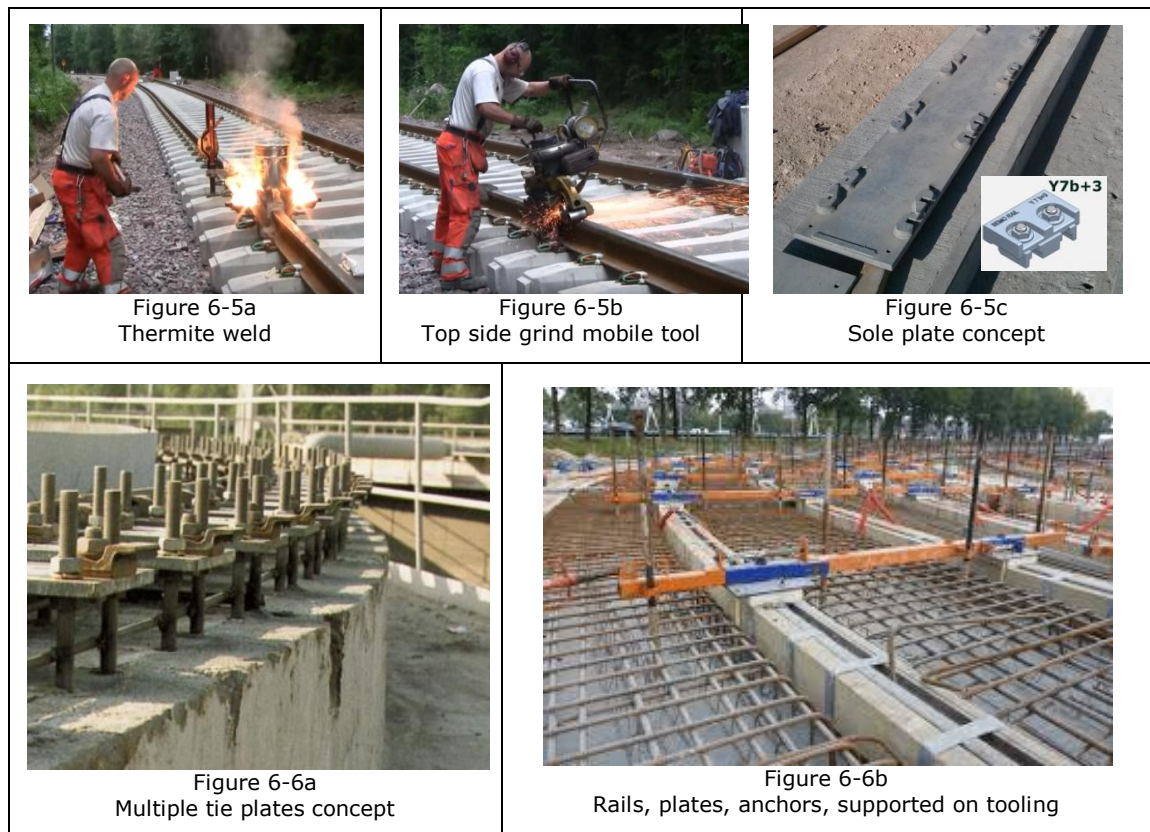 Y7b+3
Figure 6-5a
Thermite weld
Figure 6-5b
Top side grind mobile tool
Figure 6-5c
Sole plate concept
Figure 6-6a
Multiple tie plates concept
Figure 6-6b
Rails, plates, anchors, supported on tooling